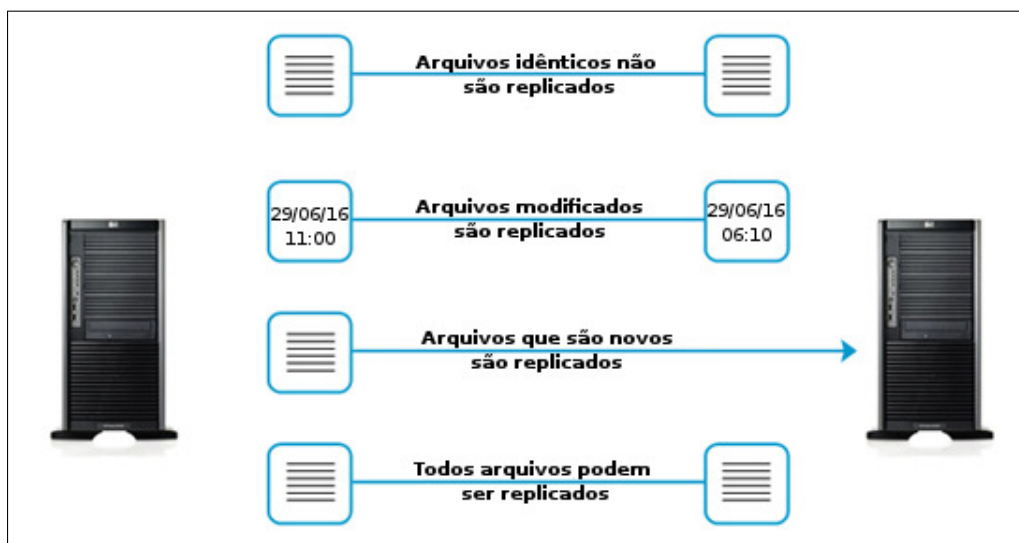 Arquivos idênticos não
são replicados
29/06/16
11:00
Arquivos modificados
são replicados
29/06/16
06:10
Arquivos que são novos
são replicados
Todos arquivos podem
ser replicados